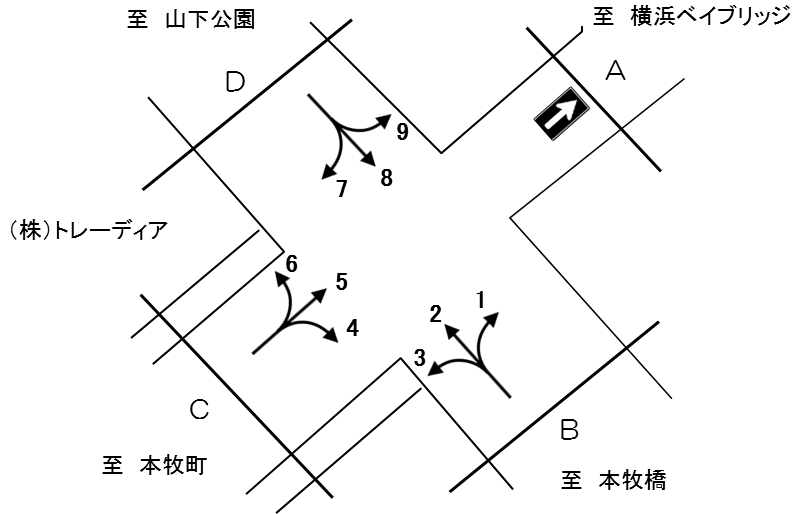 至　山下公園
至　横浜ベイブリッジ
D
A
9
8
7
（株）トレーディア
6
5
4
1
2
3
C
B
至　本牧町
至　本牧橋